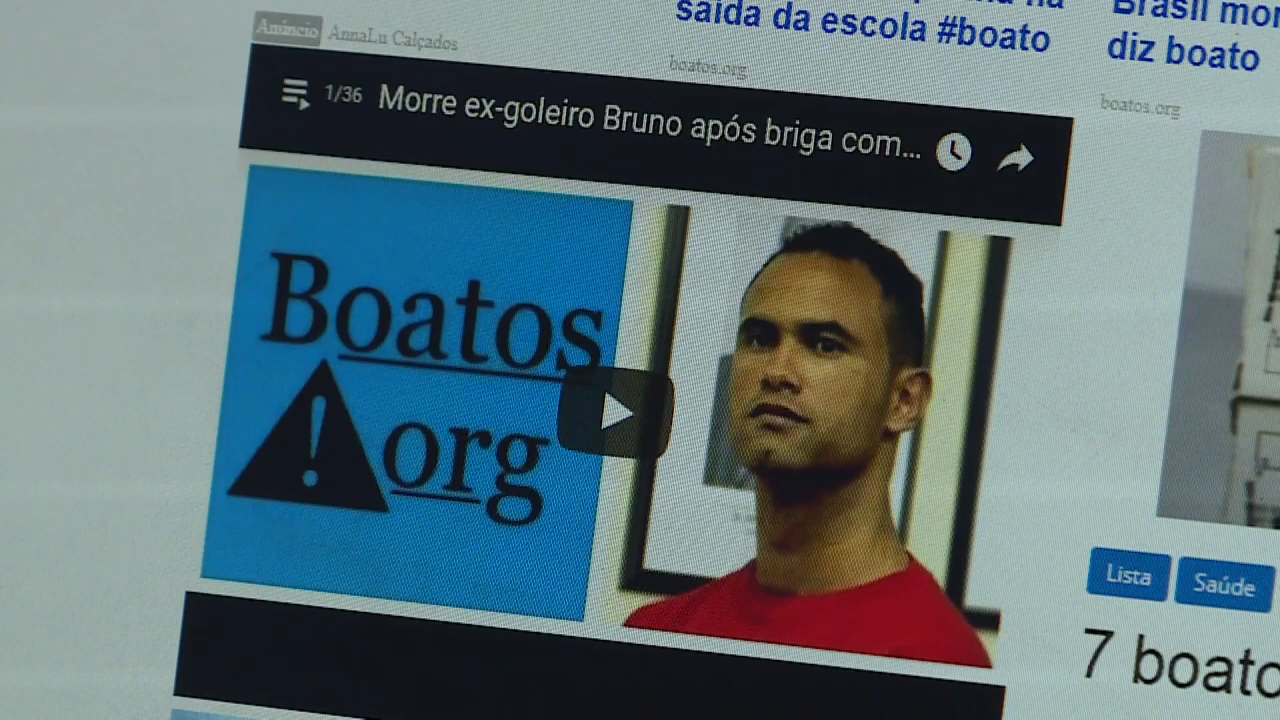 saída da escola #boato
Brasil
diz boato
Anúncio AnnaLu Calçados
boatos.org
boatos.org
1/36 Morre ex-goleiro Bruno após briga com...
Boatos
!org
Lista Saúde
7 boato